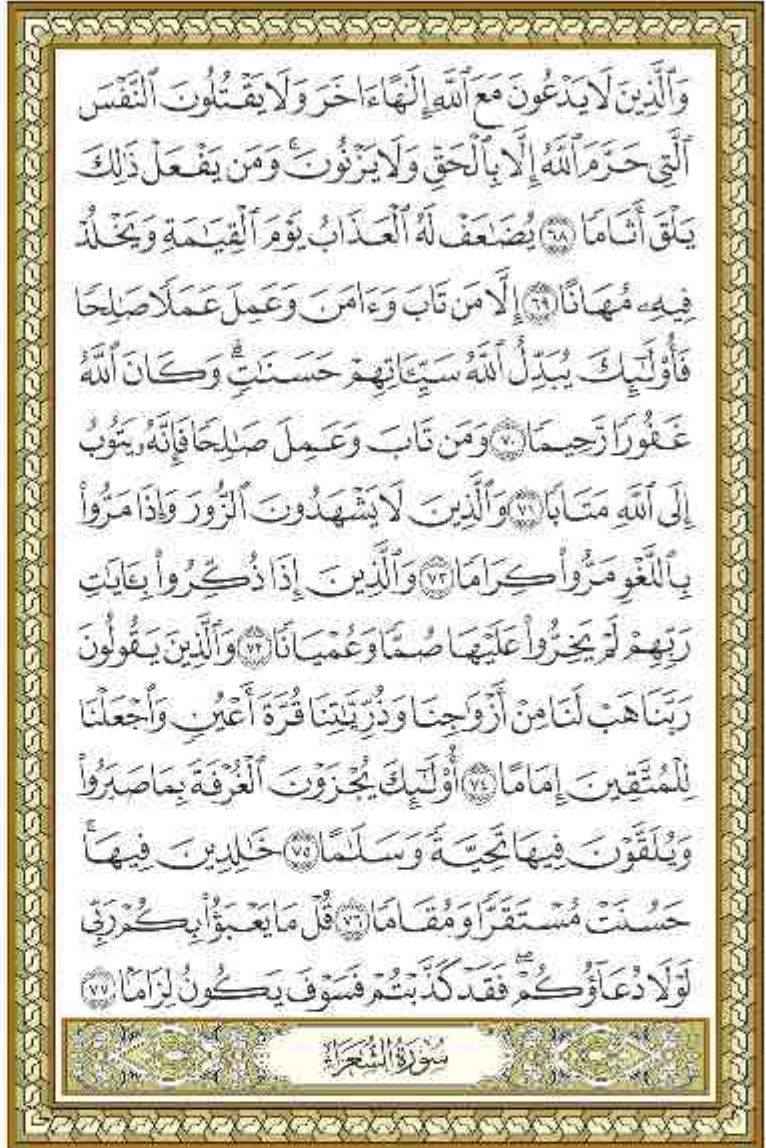 وَٱلَّذِينَ لَا يَدْعُونَ مَعَ ٱللَّهِ إِلَٰهًا ءَاخَرَ وَلَا يَقْتُلُونَ ٱلنَّفْسَ
ٱلَّتِى حَرَّمَ ٱللَّهُ إِلَّا بِٱلْحَقِّ وَلَا يَزْنُونَ ۚ وَمَن يَفْعَلْ ذَٰلِكَ
يَلْقَ أَثَامًا ٦٨ يُضَٰعَفْ لَهُ ٱلْعَذَابُ يَوْمَ ٱلْقِيَٰمَةِ وَيَخْلُدْ
فِيهِۦ مُهَانًا ٦٩ إِلَّا مَن تَابَ وَءَامَنَ وَعَمِلَ عَمَلًا صَٰلِحًا
فَأُو۟لَٰٓئِكَ يُبَدِّلُ ٱللَّهُ سَيِّـَٔاتِهِمْ حَسَنَٰتٍ ۗ وَكَانَ ٱللَّهُ
غَفُورًا رَّحِيمًا ٧٠ وَمَن تَابَ وَعَمِلَ صَٰلِحًا فَإِنَّهُۥ يَتُوبُ
إِلَى ٱللَّهِ مَتَابًا ٧١ وَٱلَّذِينَ لَا يَشْهَدُونَ ٱلزُّورَ وَإِذَا مَرُّوا۟
بِٱللَّغْوِ مَرُّوا۟ كِرَامًا ٧٢ وَٱلَّذِينَ إِذَا ذُكِّرُوا۟ بِـَٔايَٰتِ
رَبِّهِمْ لَمْ يَخِرُّوا۟ عَلَيْهَا صُمًّا وَعُمْيَانًا ٧٣ وَٱلَّذِينَ يَقُولُونَ
رَبَّنَا هَبْ لَنَا مِنْ أَزْوَٰجِنَا وَذُرِّيَّٰتِنَا قُرَّةَ أَعْيُنٍ وَٱجْعَلْنَا
لِلْمُتَّقِينَ إِمَامًا ٧٤ أُو۟لَٰٓئِكَ يُجْزَوْنَ ٱلْغُرْفَةَ بِمَا صَبَرُوا۟
وَيُلَقَّوْنَ فِيهَا تَحِيَّةً وَسَلَٰمًا ٧٥ خَٰلِدِينَ فِيهَا ۚ
حَسُنَتْ مُسْتَقَرًّا وَمُقَامًا ٧٦ قُلْ مَا يَعْبَؤُا۟ بِكُمْ رَبِّى
لَوْلَا دُعَآؤُكُمْ ۖ فَقَدْ كَذَّبْتُمْ فَسَوْفَ يَكُونُ لِزَامًۢا ٧٧
سُورَةُ الشُّعَرَاءِ